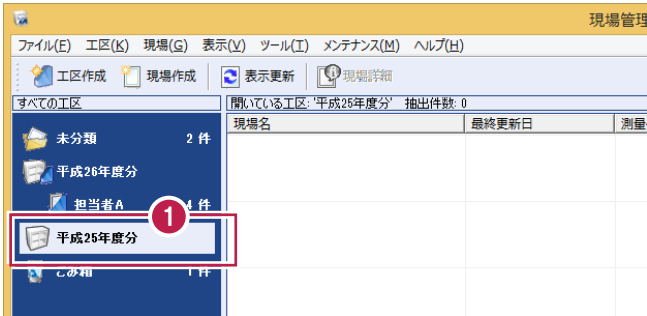 現場管理
ファイル(F) 工区(K) 現場(G) 表示(V) ツール(T) メンテナンス(M) ヘルプ(H)
工区作成 現場作成 表示更新 現場詳細
すべての工区 開いている工区: '平成25年度分' 抽出件数: 0
現場名 最終更新日 測量
未分類 2 件
平成26年度分
担当者A 4 件
1
平成25年度分
ごみ箱 1 件